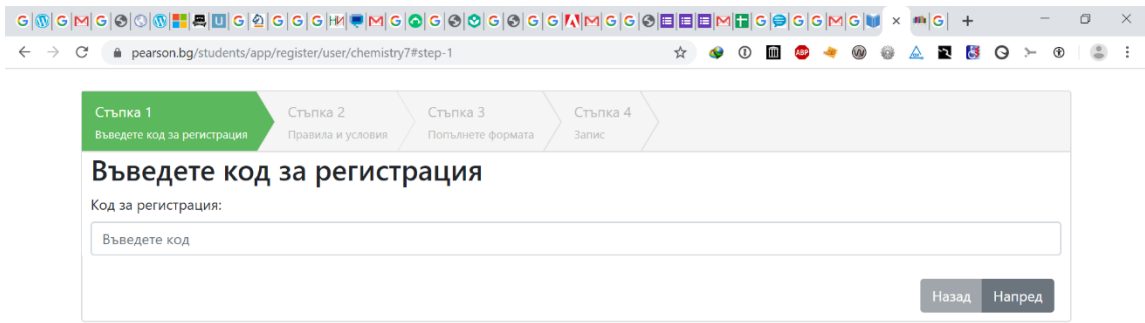 pearson.bg/students/app/register/user/chemistry7#step-1
Стъпка 1
Въведете код за регистрация
Стъпка 2
Правила и условия
Стъпка 3
Попълнете формата
Стъпка 4
Запис
Въведете код за регистрация
Код за регистрация:
Въведете код
Назад Напред